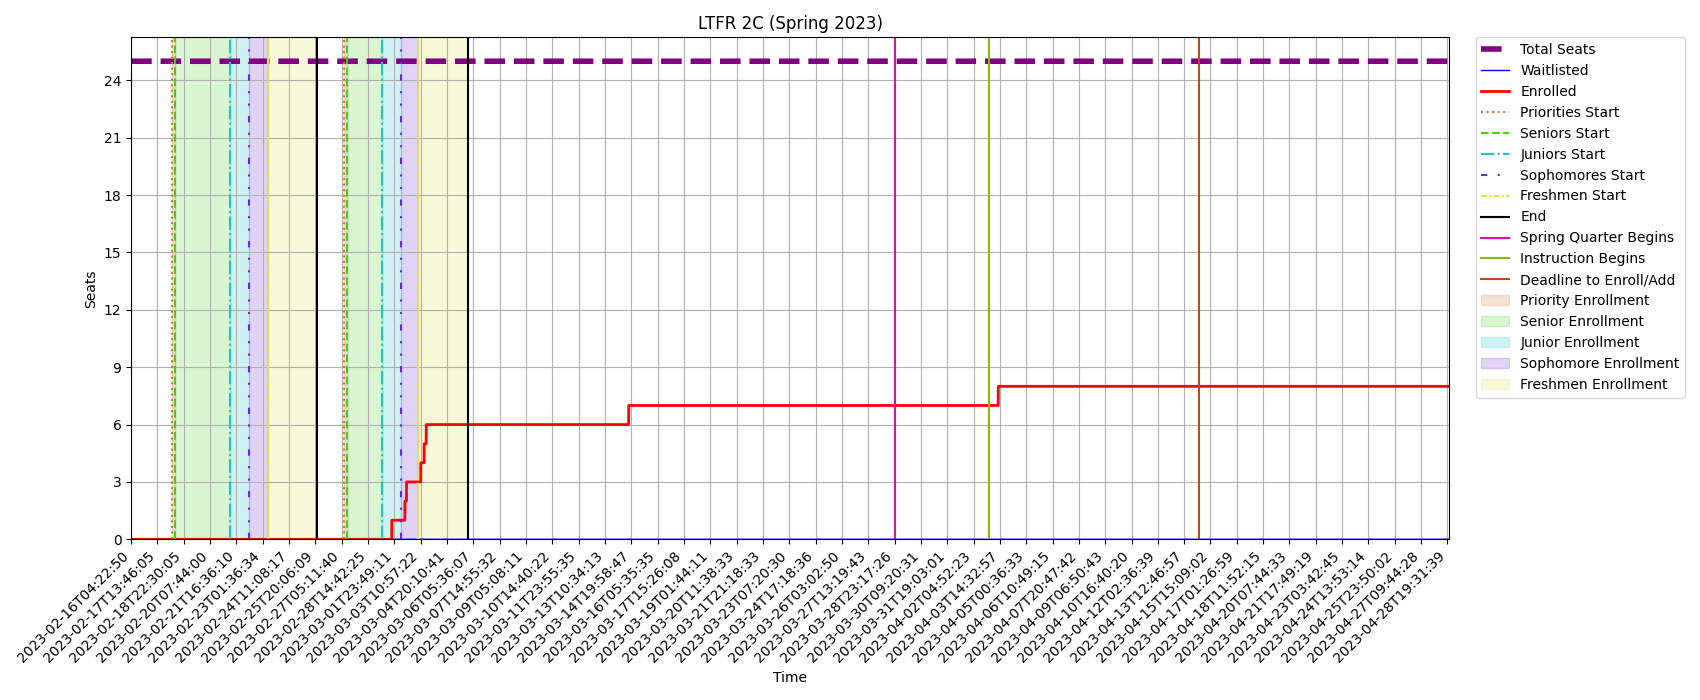 LTFR 2C (Spring 2023)
Seats
24
21
18
15
12
9
6
3
0
2023-02-16T04:22:50
2023-02-17T13:46:05
2023-02-18T22:30:05
2023-02-20T07:44:00
2023-02-21T16:36:10
2023-02-23T01:36:34
2023-02-24T11:08:17
2023-02-25T20:06:09
2023-02-27T05:11:40
2023-02-28T14:42:25
2023-03-01T23:49:11
2023-03-03T10:57:22
2023-03-04T20:10:41
2023-03-06T05:36:07
2023-03-07T14:55:32
2023-03-09T05:08:11
2023-03-10T14:40:22
2023-03-11T23:55:35
2023-03-13T10:34:13
2023-03-14T19:58:47
2023-03-16T05:35:35
2023-03-17T15:26:08
2023-03-19T01:44:11
2023-03-20T11:38:33
2023-03-21T21:18:33
2023-03-23T07:20:30
2023-03-24T17:18:36
2023-03-26T03:02:50
2023-03-27T13:19:43
2023-03-28T23:17:26
2023-03-30T09:20:31
2023-03-31T19:03:01
2023-04-02T04:52:23
2023-04-03T14:32:57
2023-04-05T00:36:33
2023-04-06T10:49:15
2023-04-07T20:47:42
2023-04-09T06:50:43
2023-04-10T16:40:20
2023-04-12T02:36:39
2023-04-13T12:46:57
2023-04-15T15:09:02
2023-04-17T01:26:59
2023-04-18T11:52:15
2023-04-20T07:44:33
2023-04-21T17:49:19
2023-04-23T03:42:45
2023-04-24T13:53:14
2023-04-25T23:50:02
2023-04-27T09:44:28
2023-04-28T19:31:39
Time
Total Seats
Waitlisted
Enrolled
Priorities Start
Seniors Start
Juniors Start
Sophomores Start
Freshmen Start
End
Spring Quarter Begins
Instruction Begins
Deadline to Enroll/Add
Priority Enrollment
Senior Enrollment
Junior Enrollment
Sophomore Enrollment
Freshmen Enrollment